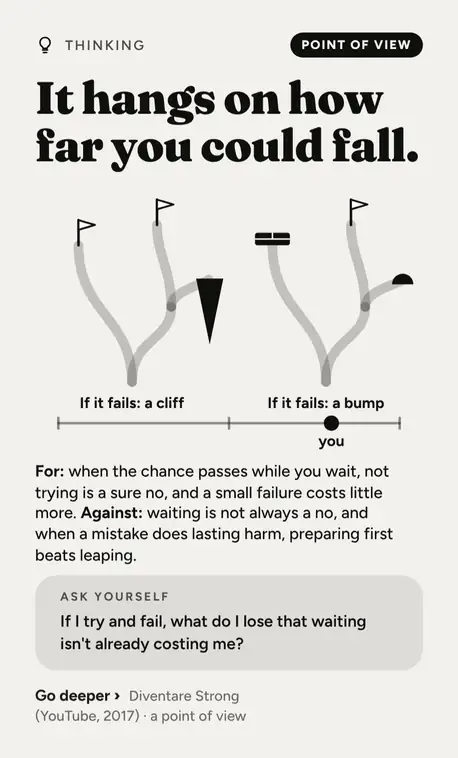 THINKING
POINT OF VIEW
It hangs on how
far you could fall.
If it fails: a cliff
If it fails: a bump
you
For: when the chance passes while you wait, not
trying is a sure no, and a small failure costs little
more. Against: waiting is not always a no, and
when a mistake does lasting harm, preparing first
beats leaping.
ASK YOURSELF
If I try and fail, what do I lose that waiting
isn't already costing me?
Go deeper › Diventare Strong
(YouTube, 2017) · a point of view